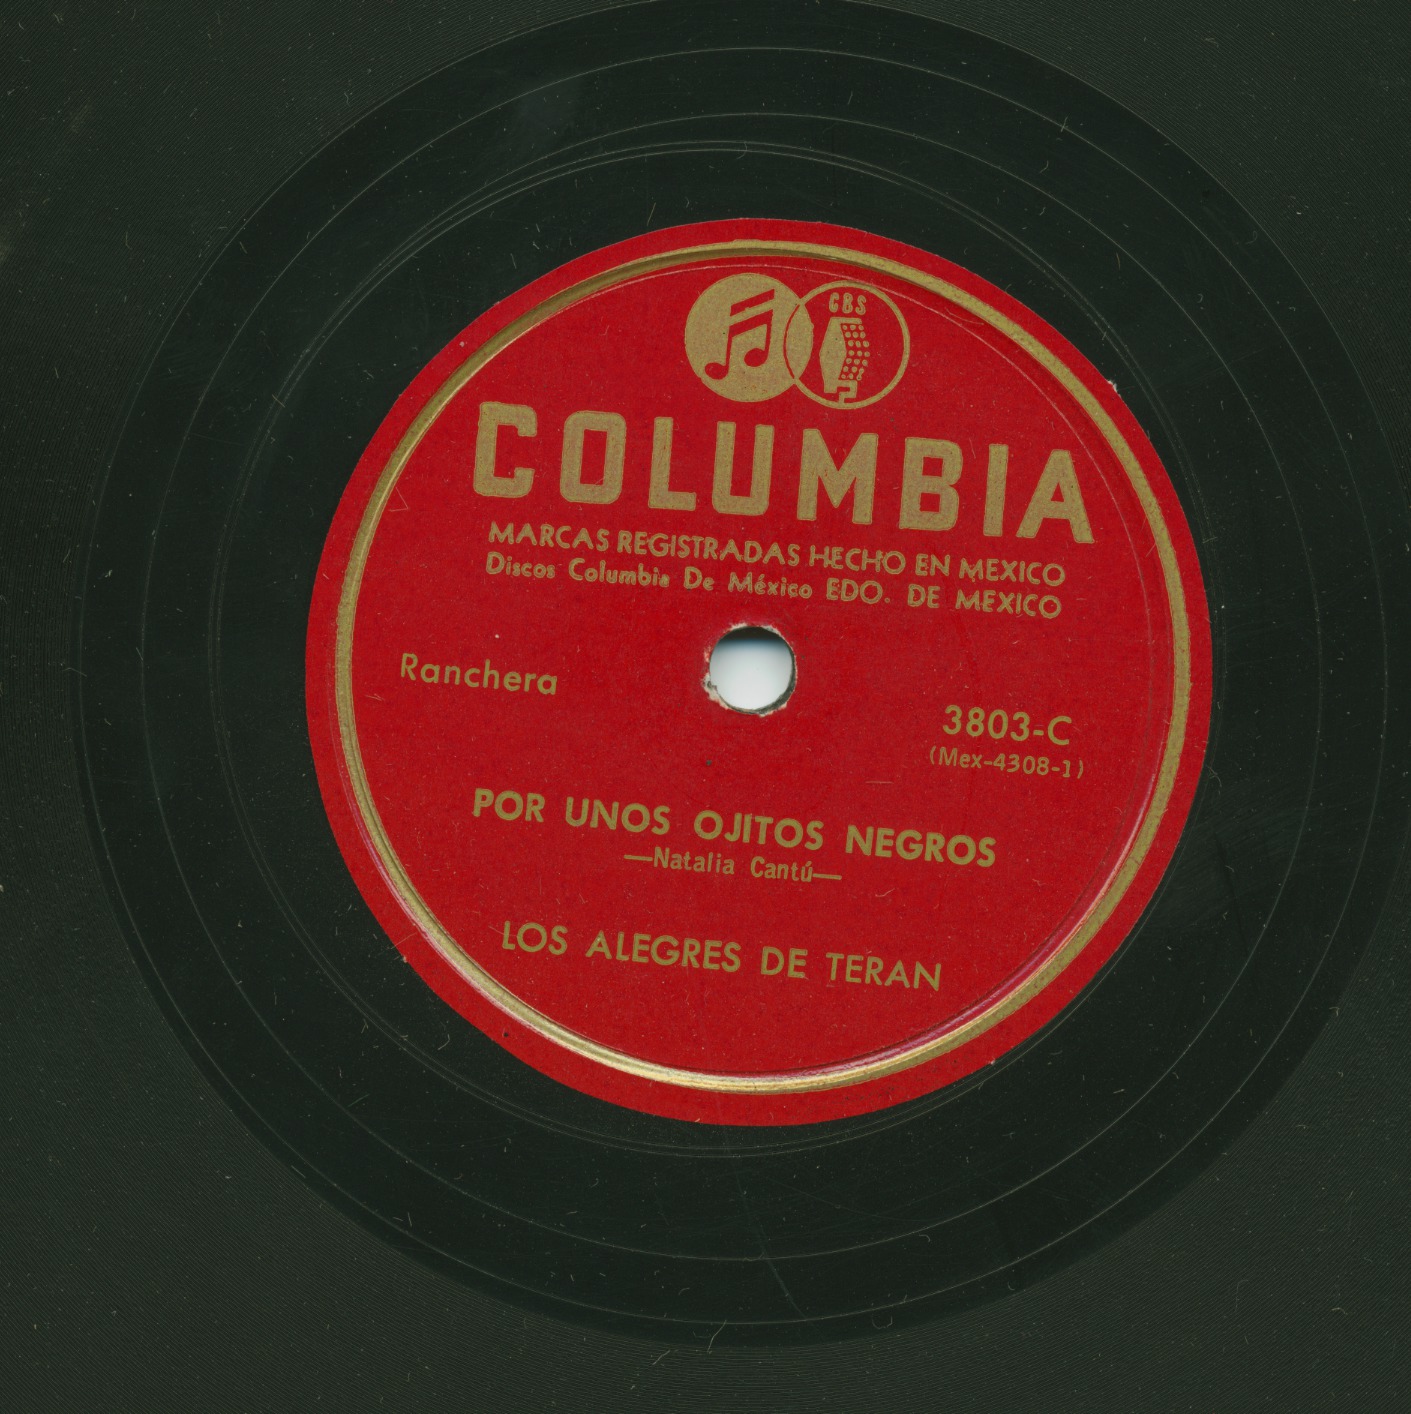 CBS
COLUMBIA
MARCAS REGISTRADAS HECHO EN MEXICO
Discos Columbia De México EDO. DE MEXICO
Ranchera
3803-C
(Mex-4308-1)
POR UNOS OJITOS NEGROS
—Natalia Cantú—
LOS ALEGRES DE TERAN